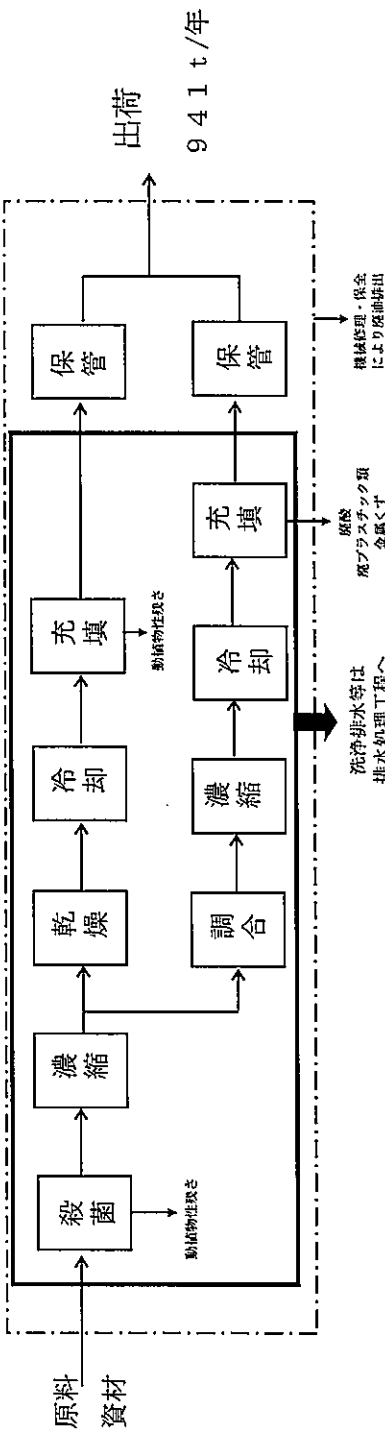 原料
資材
殺菌
動植物性残さ
濃縮
乾燥
冷却
充填
動植物性残さ
保管
調合
濃縮
冷却
充填
保管
廃酸
廃プラスチック類
金属くず
洗浄排水等は
排水処理工程へ
機械修理・保全
により廃油排出
出荷
941t/年